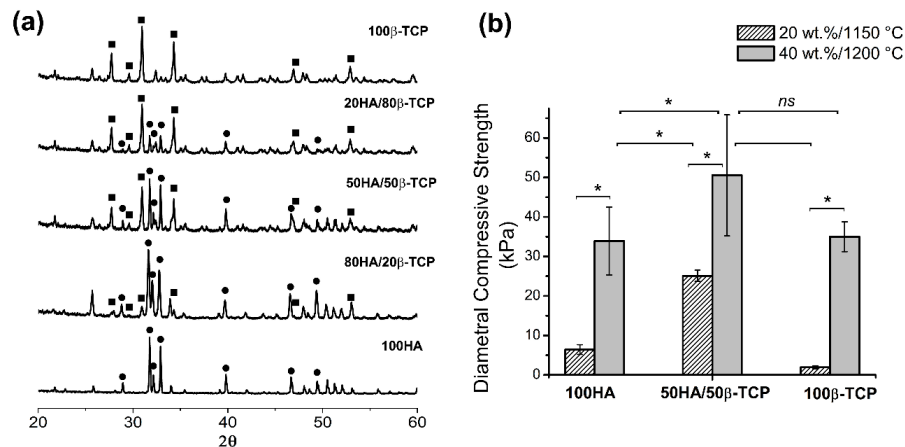 (a)
100β-TCP
20HA/80β-TCP
50HA/50β-TCP
80HA/20β-TCP
100HA
20 30 40 50 60
2θ
(b)
20 wt.%/1150 °C
40 wt.%/1200 °C
Diametral Compressive Strength
(kPa)
60
50
40
30
20
10
0
* ns
*
* * *
100HA 50HA/50β-TCP 100β-TCP